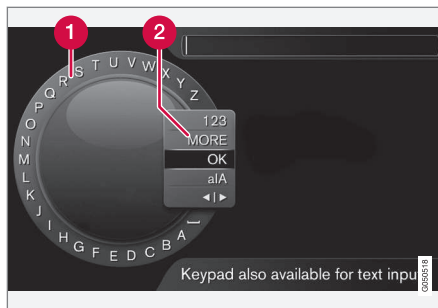 1
2
A B C D E F G H I J K L M N O P Q R S T U V W X Y Z
123
MORE
OK
a|A
◄|►
Keypad also available for text inpu
G050518